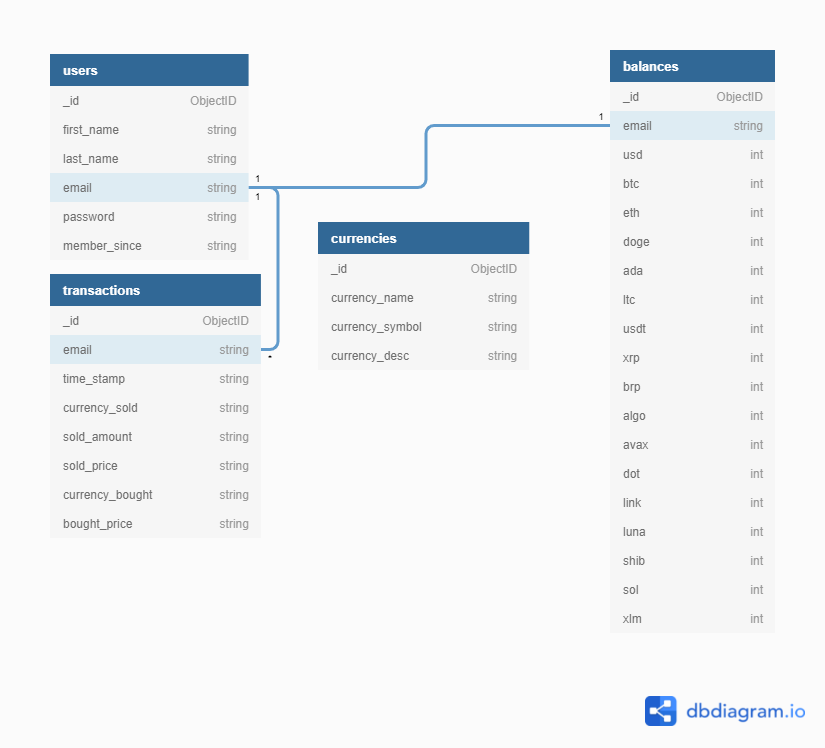 users
_id ObjectID
first_name string
last_name string
email string
password string
member_since string
1
1
transactions
_id ObjectID
email string
time_stamp string
currency_sold string
sold_amount string
sold_price string
currency_bought string
bought_price string
*
currencies
_id ObjectID
currency_name string
currency_symbol string
currency_desc string
1
balances
_id ObjectID
email string
usd int
btc int
eth int
doge int
ada int
ltc int
usdt int
xrp int
brp int
algo int
avax int
dot int
link int
luna int
shib int
sol int
xlm int
dbdiagram.io